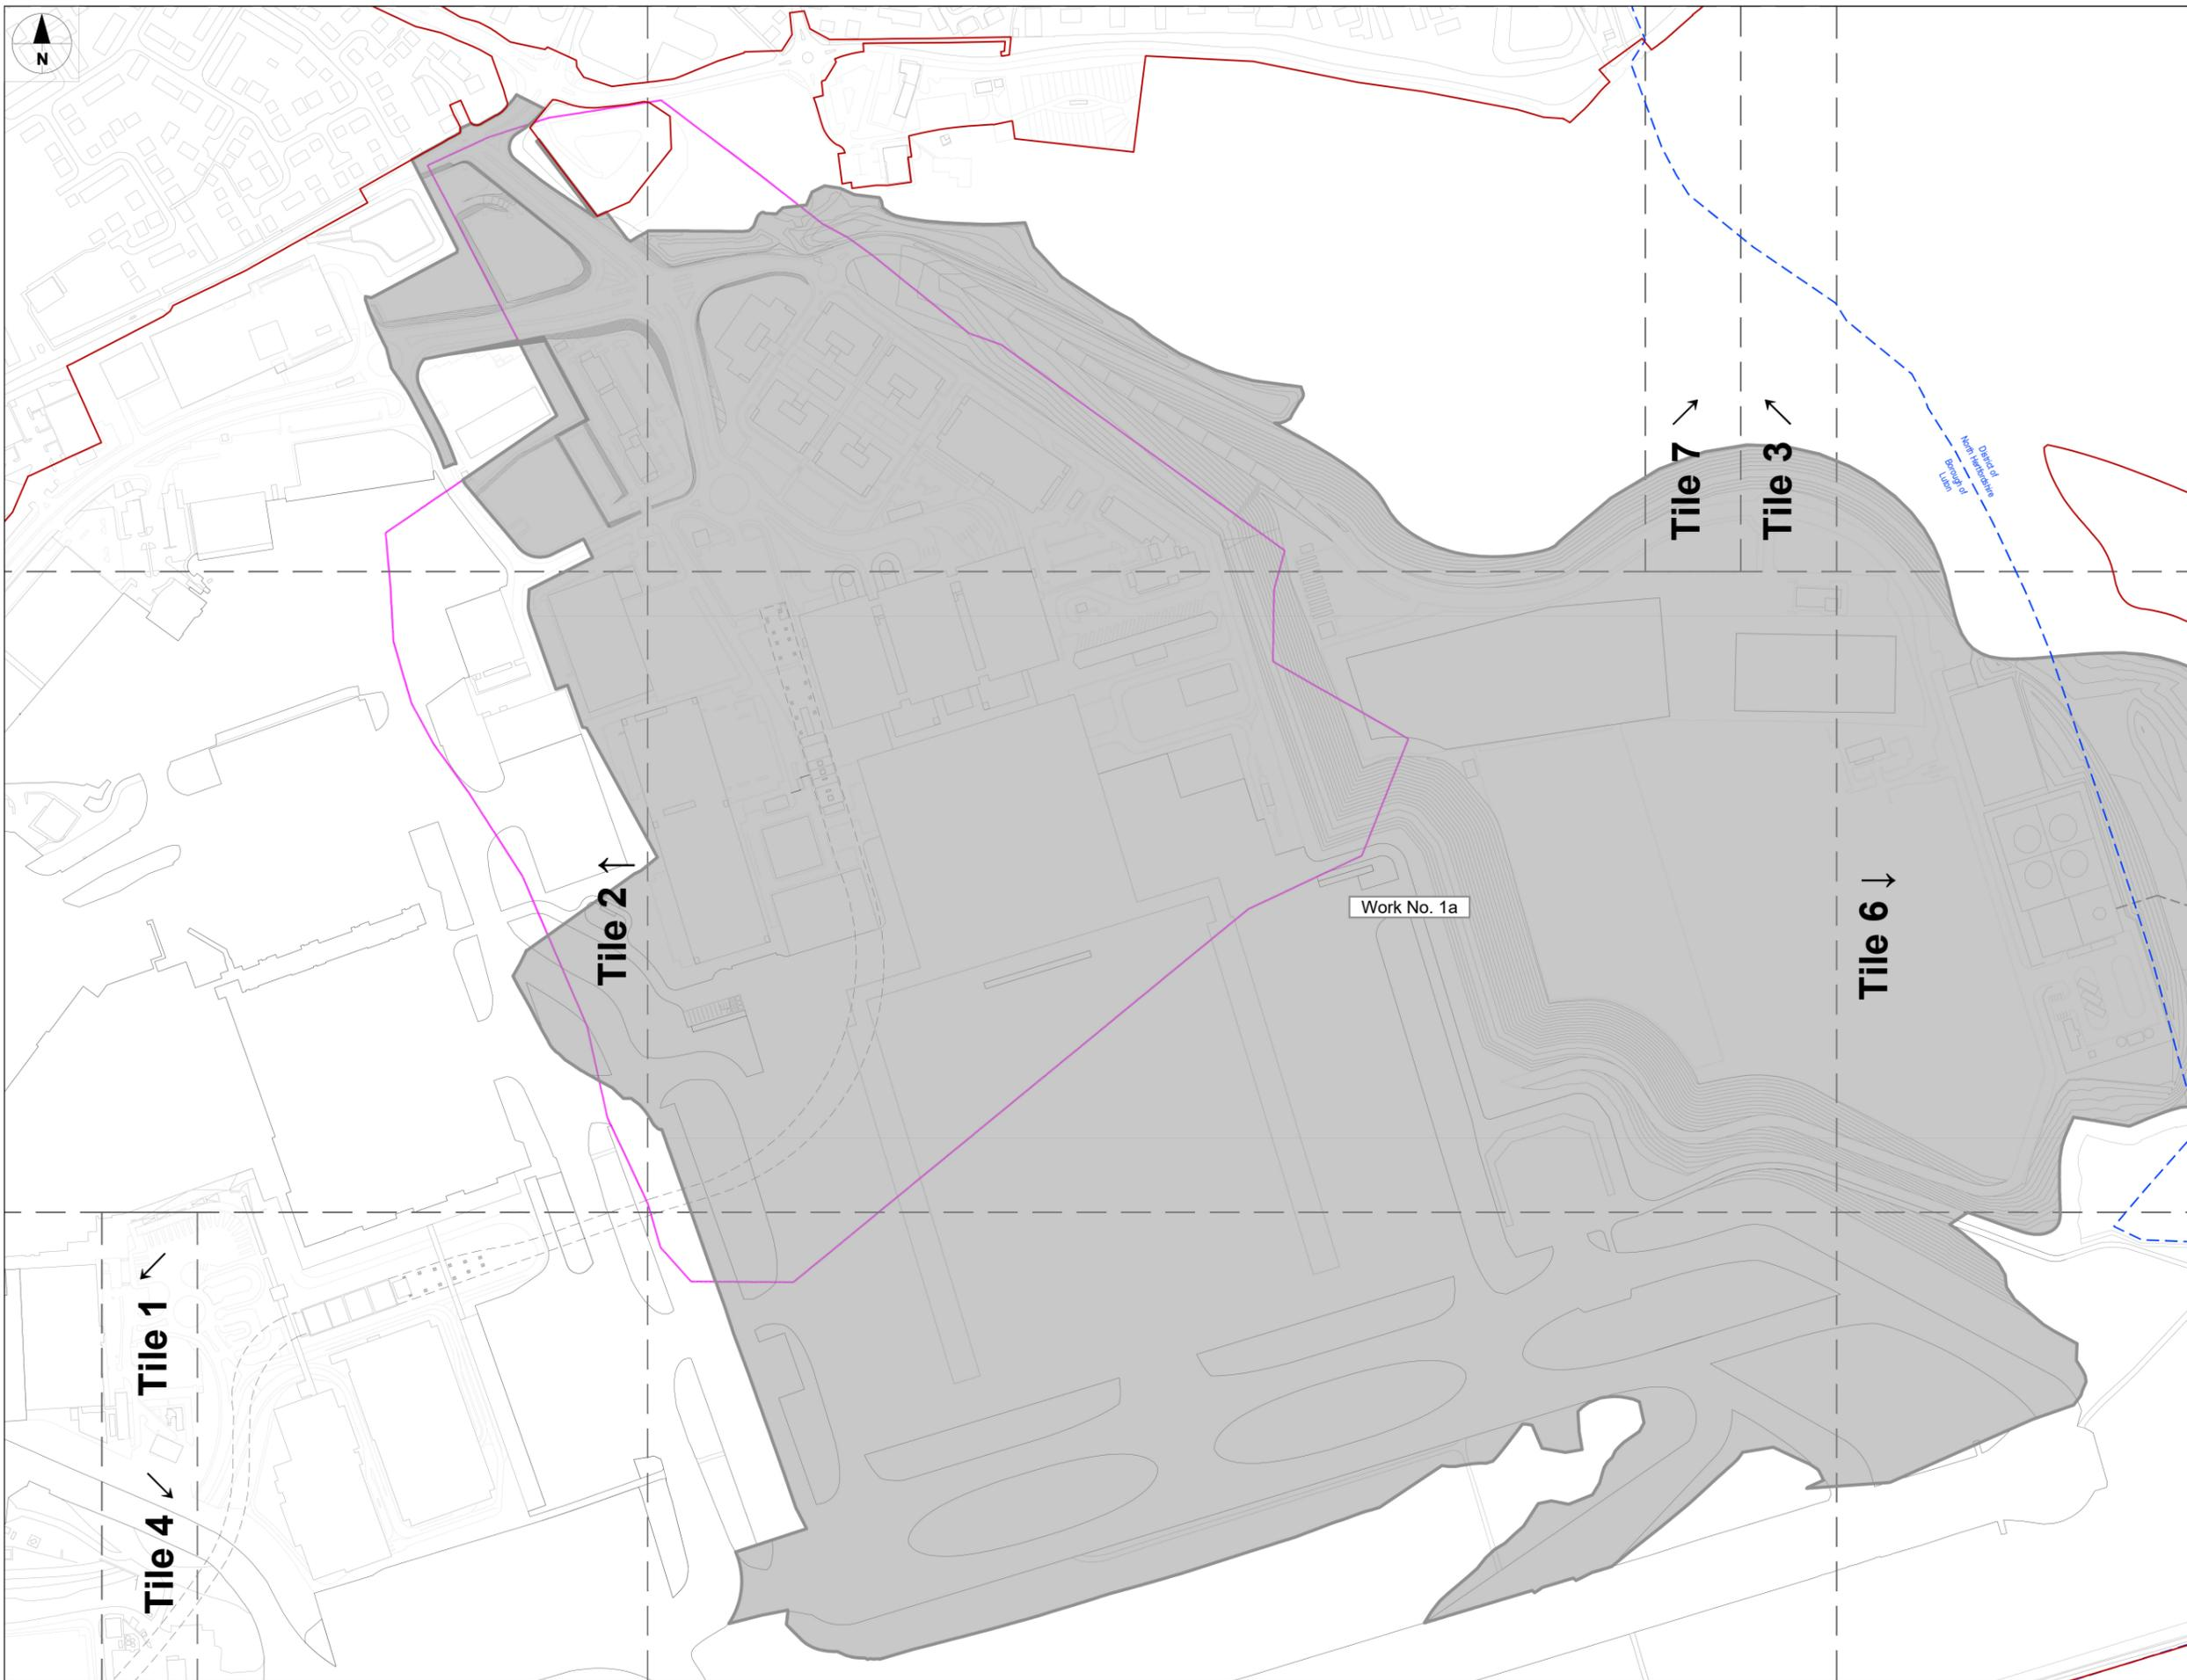 N
Tile 7
Tile 3
District of
North Hertfordshire
Borough of
Luton
Tile 2
Work No. 1a
Tile 6
Tile 1
Tile 4